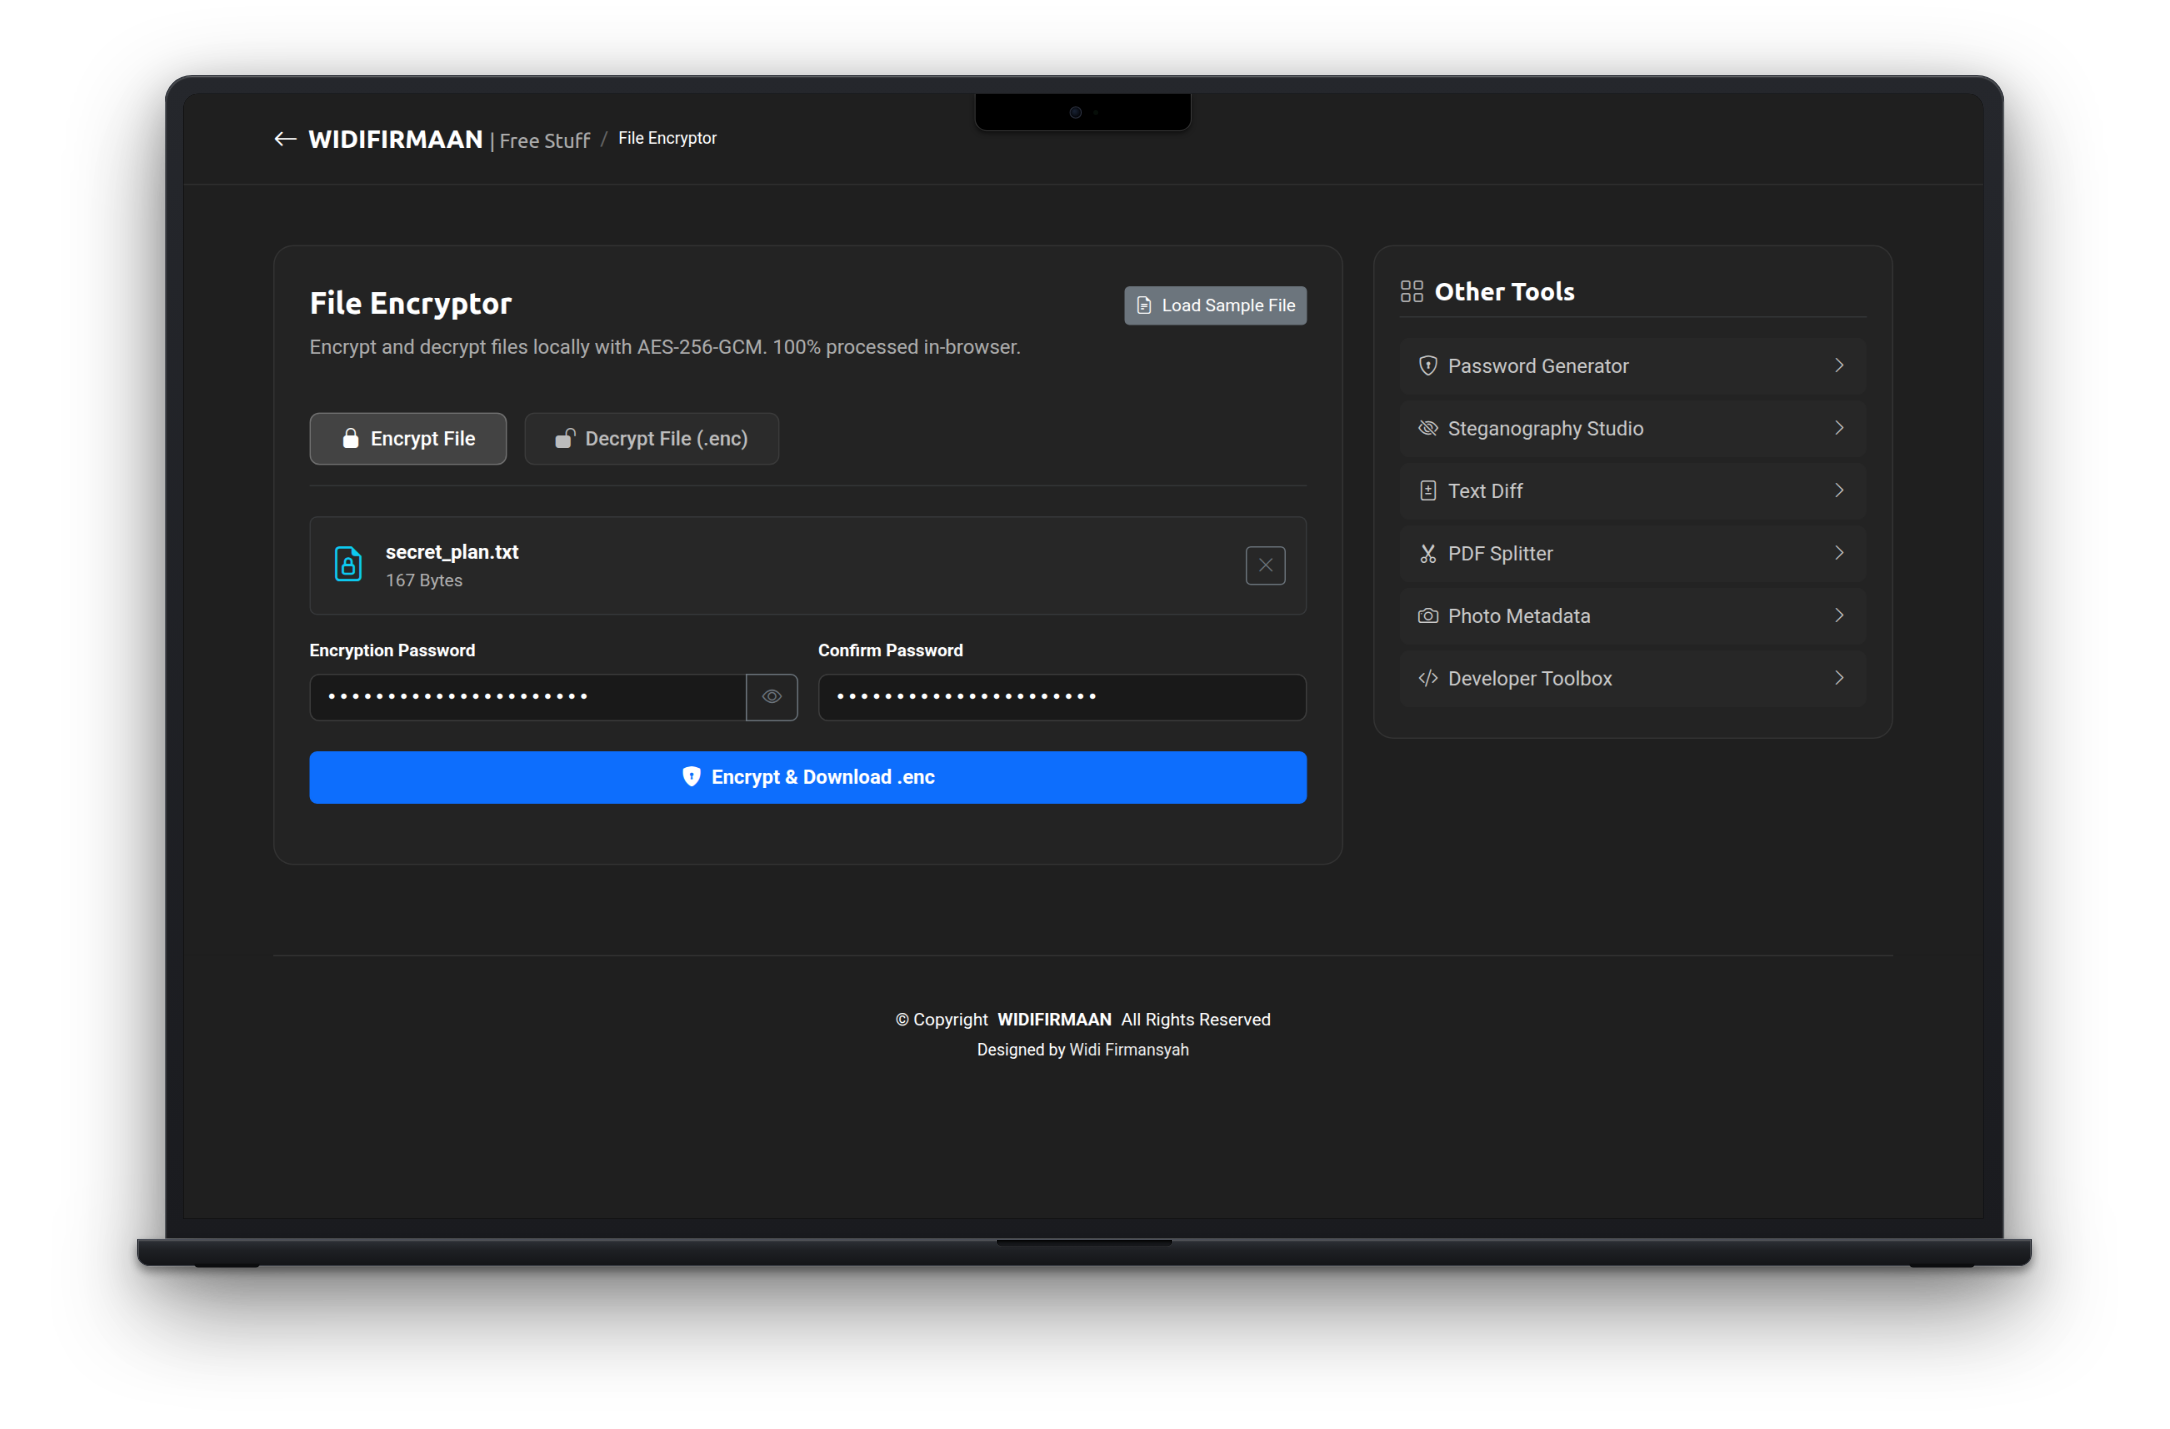 WIDIFIRMAAN | Free Stuff / File Encryptor
File Encryptor
Load Sample File
Encrypt and decrypt files locally with AES-256-GCM. 100% processed in-browser.
Encrypt File
Decrypt File (.enc)
secret_plan.txt
167 Bytes
Encryption Password
Confirm Password
••••••••••••••••••••••
••••••••••••••••••••••
Encrypt & Download .enc
Other Tools
Password Generator
Steganography Studio
Text Diff
PDF Splitter
Photo Metadata
Developer Toolbox
© Copyright WIDIFIRMAAN All Rights Reserved
Designed by Widi Firmansyah